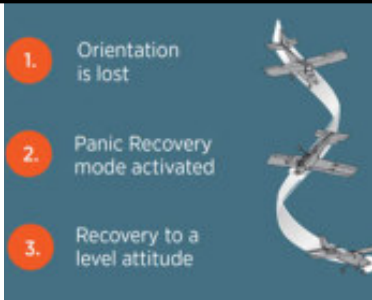 1.
Orientation
is lost
2.
Panic Recovery
mode activated
3.
Recovery to a
level attitude